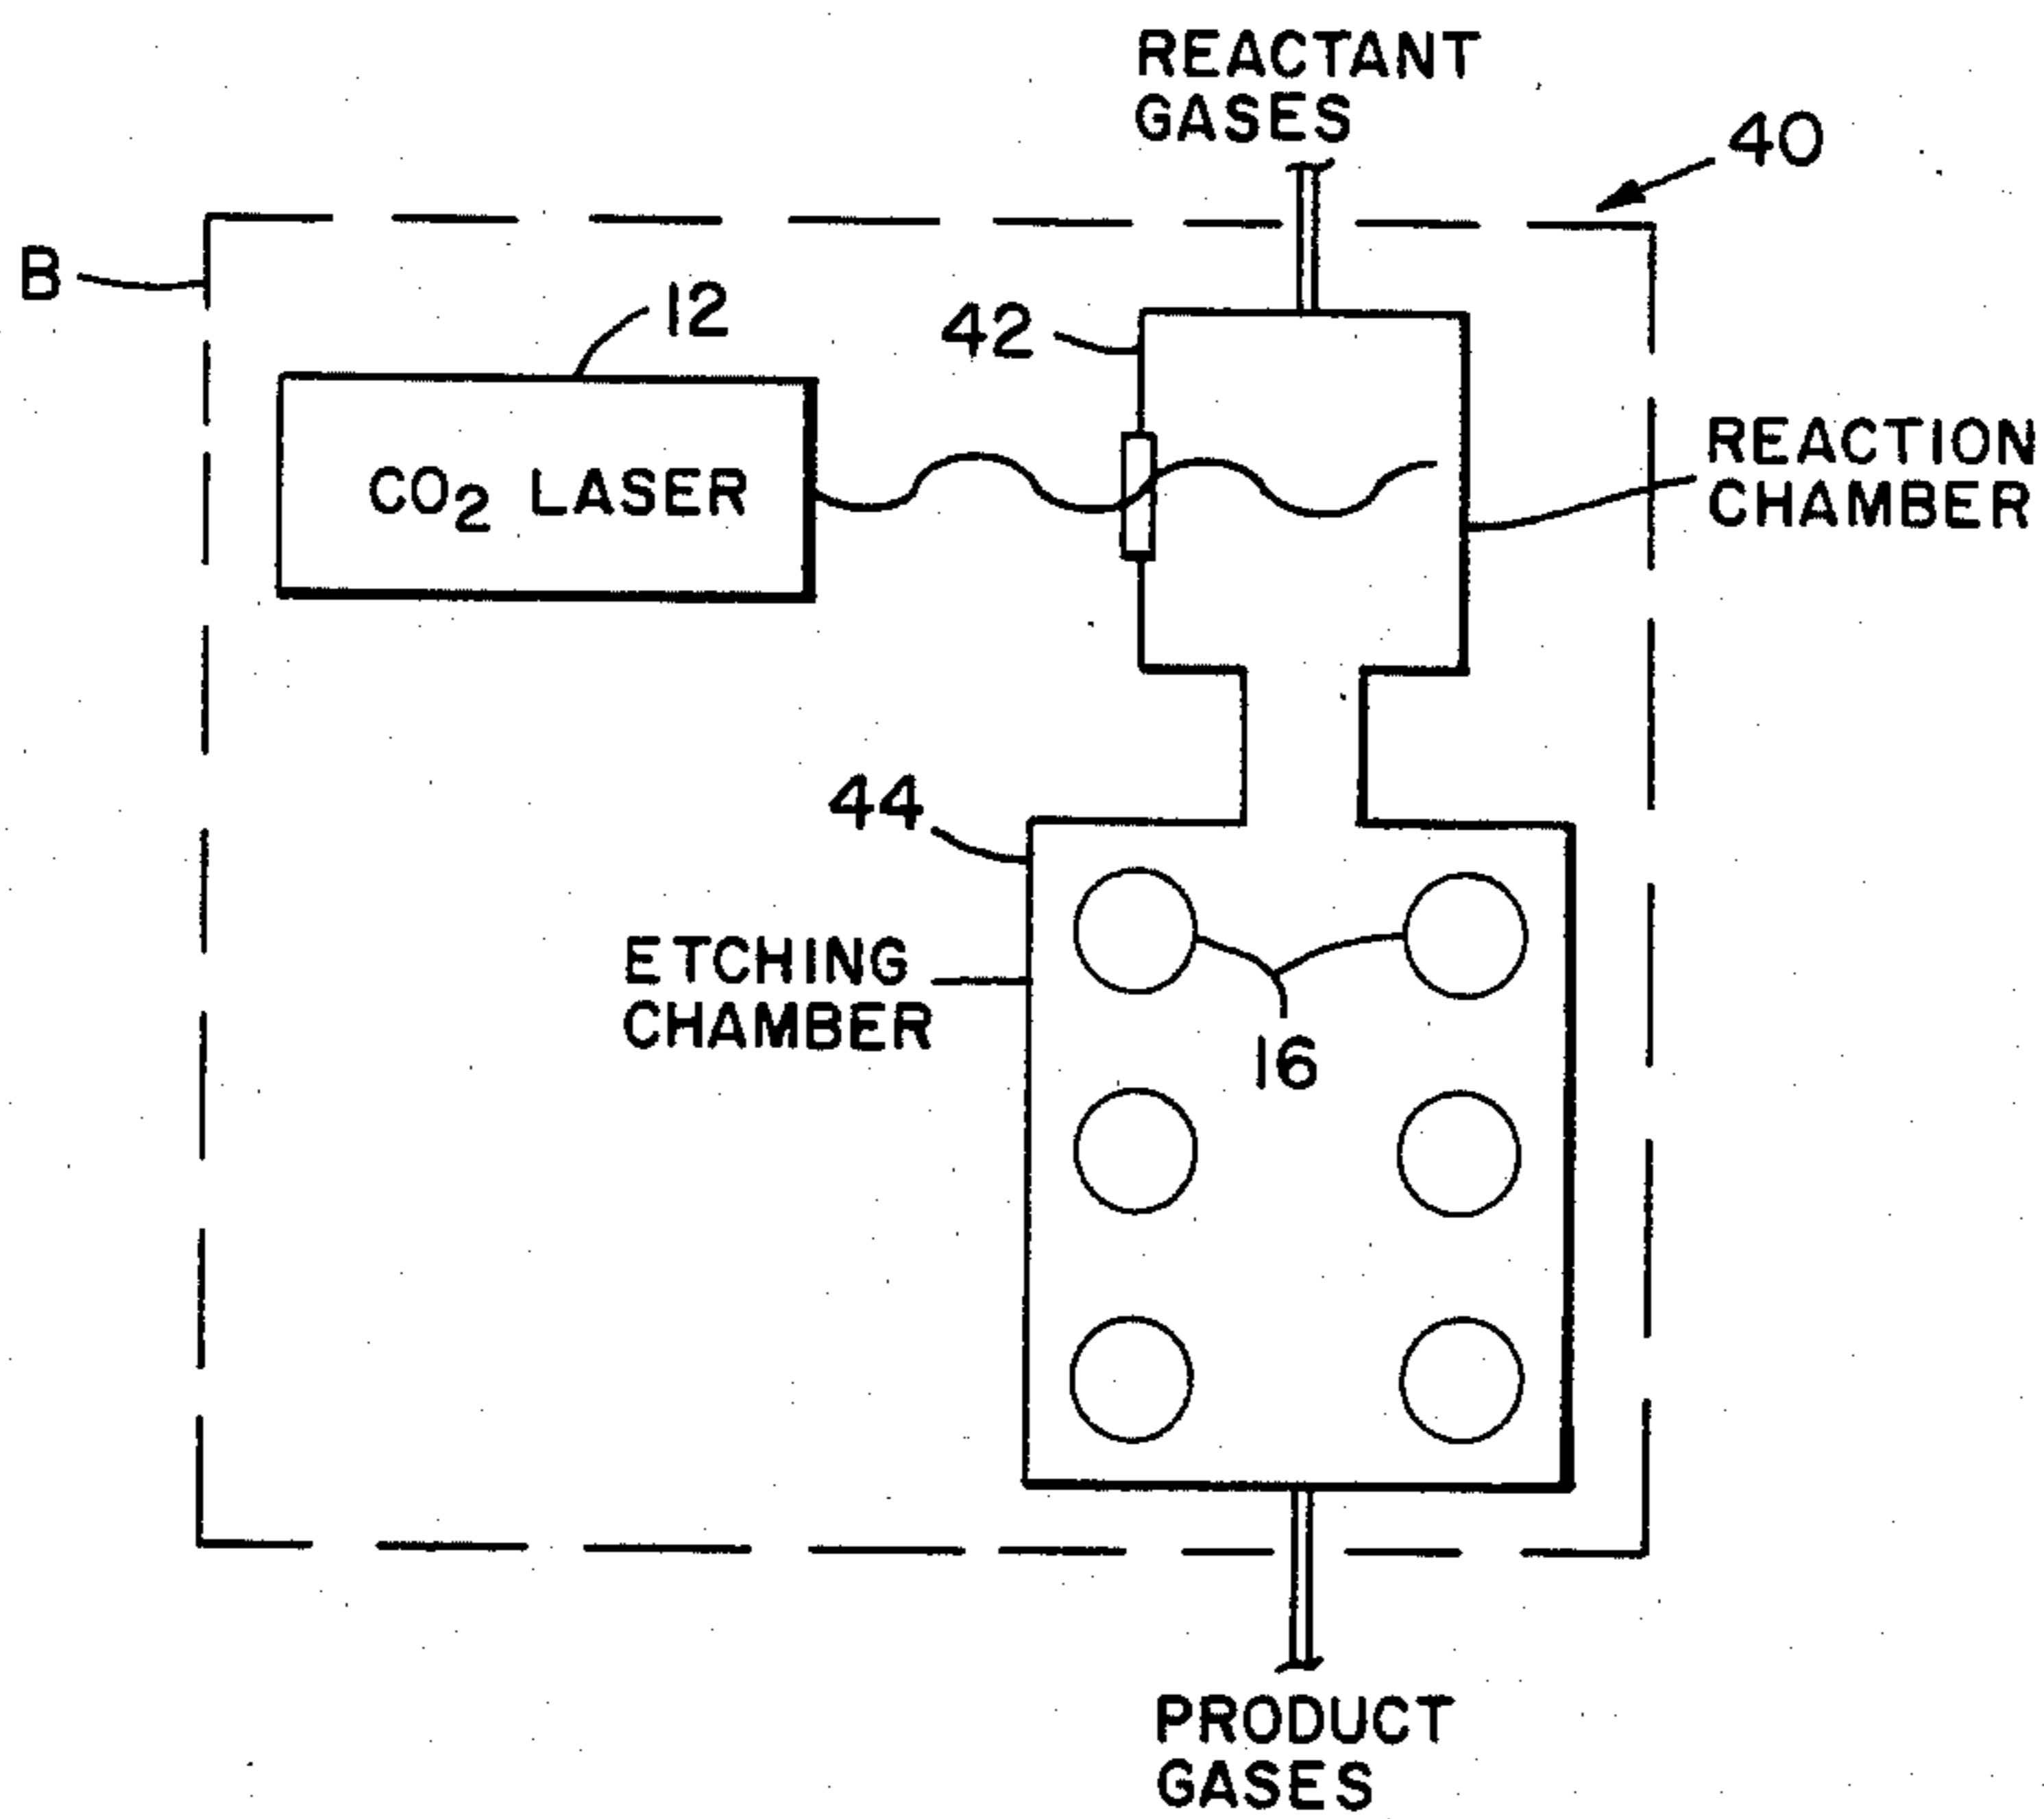 REACTANT
GASES
40
B
12
42
CO2 LASER
REACTION
CHAMBER
44
ETCHING
CHAMBER
16
PRODUCT
GASES